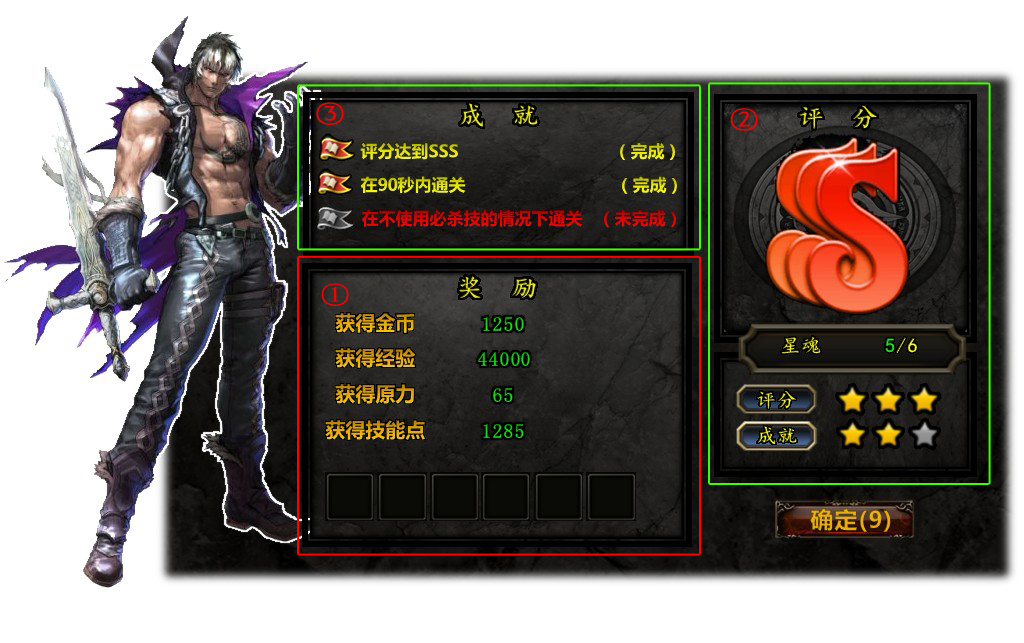 ③ 成 就
评分达到SSS （完成）
在90秒内通关 （完成）
在不使用必杀技的情况下通关 （未完成）
① 奖 励
获得金币 1250
获得经验 44000
获得原力 65
获得技能点 1285
② 评 分
SSS
星魂 5/6
评分
成就
确定(9)